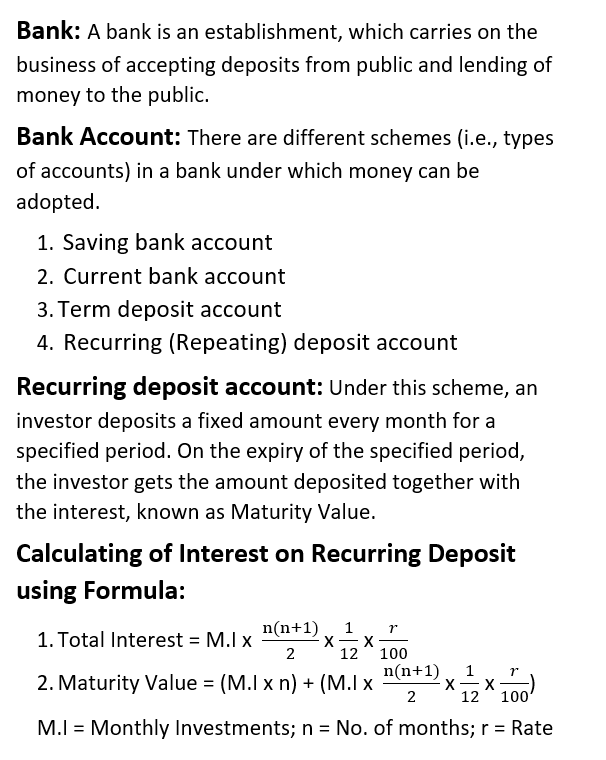 Bank: A bank is an establishment, which carries on the
business of accepting deposits from public and lending of
money to the public.
Bank Account: There are different schemes (i.e., types
of accounts) in a bank under which money can be
adopted.
1. Saving bank account
2. Current bank account
3. Term deposit account
4. Recurring (Repeating) deposit account
Recurring deposit account: Under this scheme, an
investor deposits a fixed amount every month for a
specified period. On the expiry of the specified period,
the investor gets the amount deposited together with
the interest, known as Maturity Value.
Calculating of Interest on Recurring Deposit
using Formula:
1. Total Interest = M.I x n(n+1)/2 x 1/12 x r/100
2. Maturity Value = (M.I x n) + (M.I x n(n+1)/2 x 1/12 x r/100)
M.I = Monthly Investments; n = No. of months; r = Rate